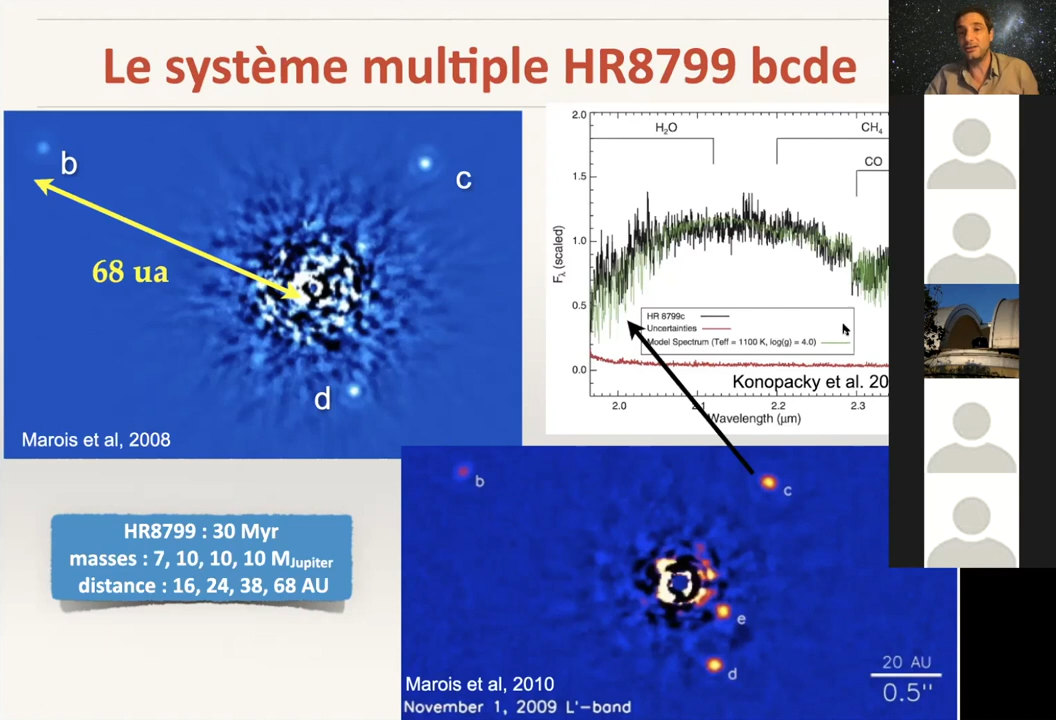 Le système multiple HR8799 bcde
b
c
68 ua
d
Marois et al, 2008
2.0
1.5
1.0
0.5
0.0
Fλ (scaled)
H₂O
CH₄
CO
HR 8799c
Uncertainties
Model Spectrum (Teff = 1100 K, log(g) = 4.0)
Konopacky et al. 20
2.0
2.2
2.3
Wavelength (μm)
HR8799 : 30 Myr
masses : 7, 10, 10, 10 MJupiter
distance : 16, 24, 38, 68 AU
b
c
e
d
Marois et al, 2010
November 1, 2009 L'-band
20 AU
0.5"